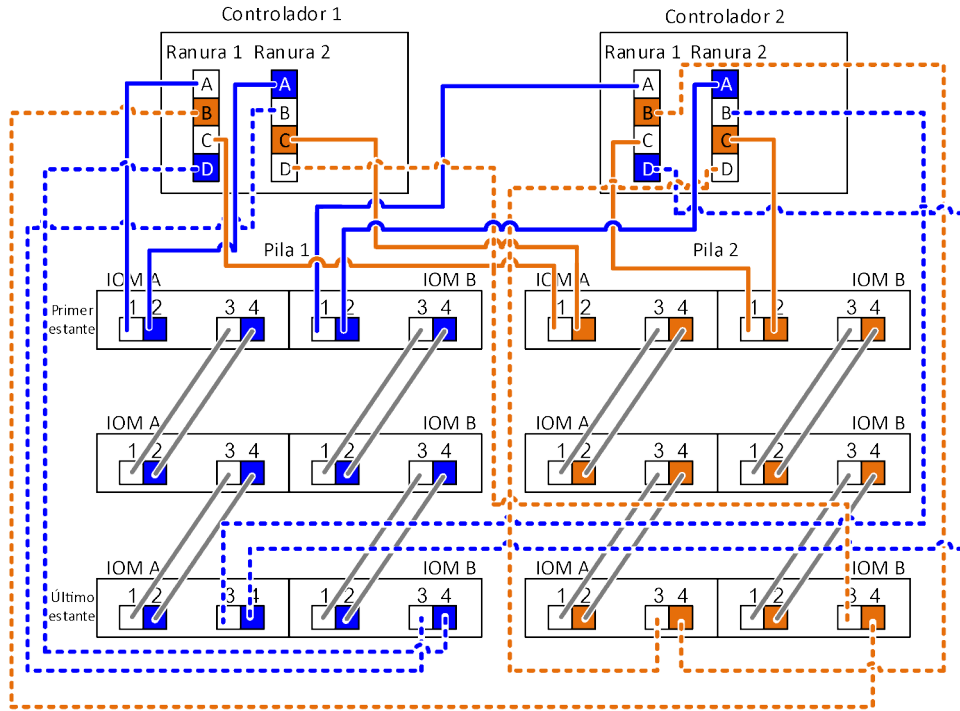 Controlador 1
Controlador 2
Ranura 1 Ranura 2
Ranura 1 Ranura 2
A A
B B
C C
D D
A A
B B
C C
D D
Pila 1
Pila 2
IOM A IOM B
IOM A IOM B
Primer estante
1 2 3 4 1 2 3 4
1 2 3 4 1 2 3 4
IOM A IOM B
IOM A IOM B
1 2 3 4 1 2 3 4
1 2 3 4 1 2 3 4
IOM A IOM B
IOM A IOM B
Último estante
1 2 3 4 1 2 3 4
1 2 3 4 1 2 3 4